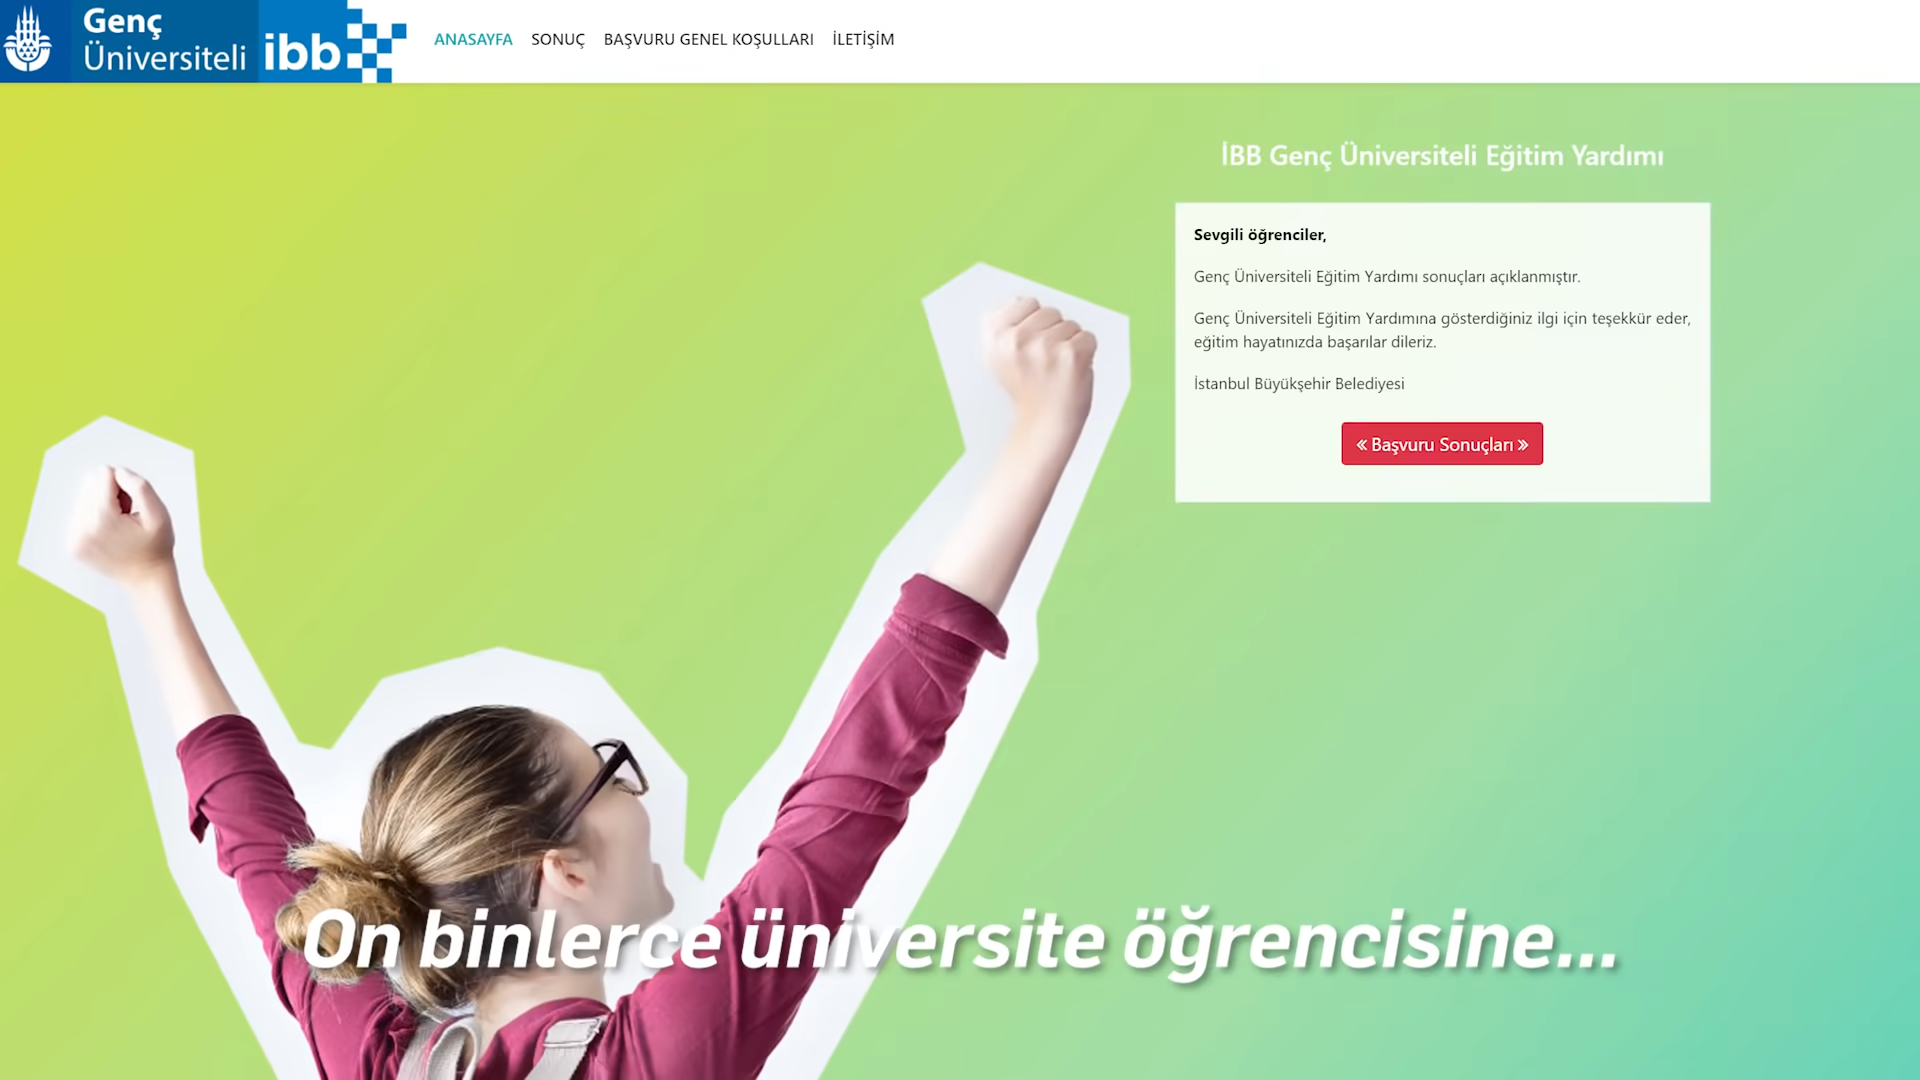 Genç
Üniversiteli
ibb
ANASAYFA
SONUÇ
BAŞVURU GENEL KOŞULLARI
İLETİŞİM
İBB Genç Üniversiteli Eğitim Yardımı
Sevgili öğrenciler,
Genç Üniversiteli Eğitim Yardımı sonuçları açıklanmıştır.
Genç Üniversiteli Eğitim Yardımına gösterdiğiniz ilgi için teşekkür eder,
eğitim hayatınızda başarılar dileriz.
İstanbul Büyükşehir Belediyesi
« Başvuru Sonuçları »
On binlerce üniversite öğrencisine...